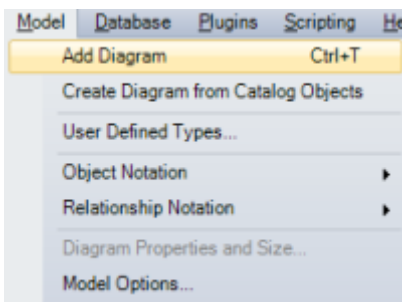 Model Database Plugins Scripting He
Add Diagram Ctrl+T
Create Diagram from Catalog Objects
User Defined Types...
Object Notation
Relationship Notation
Diagram Properties and Size...
Model Options...